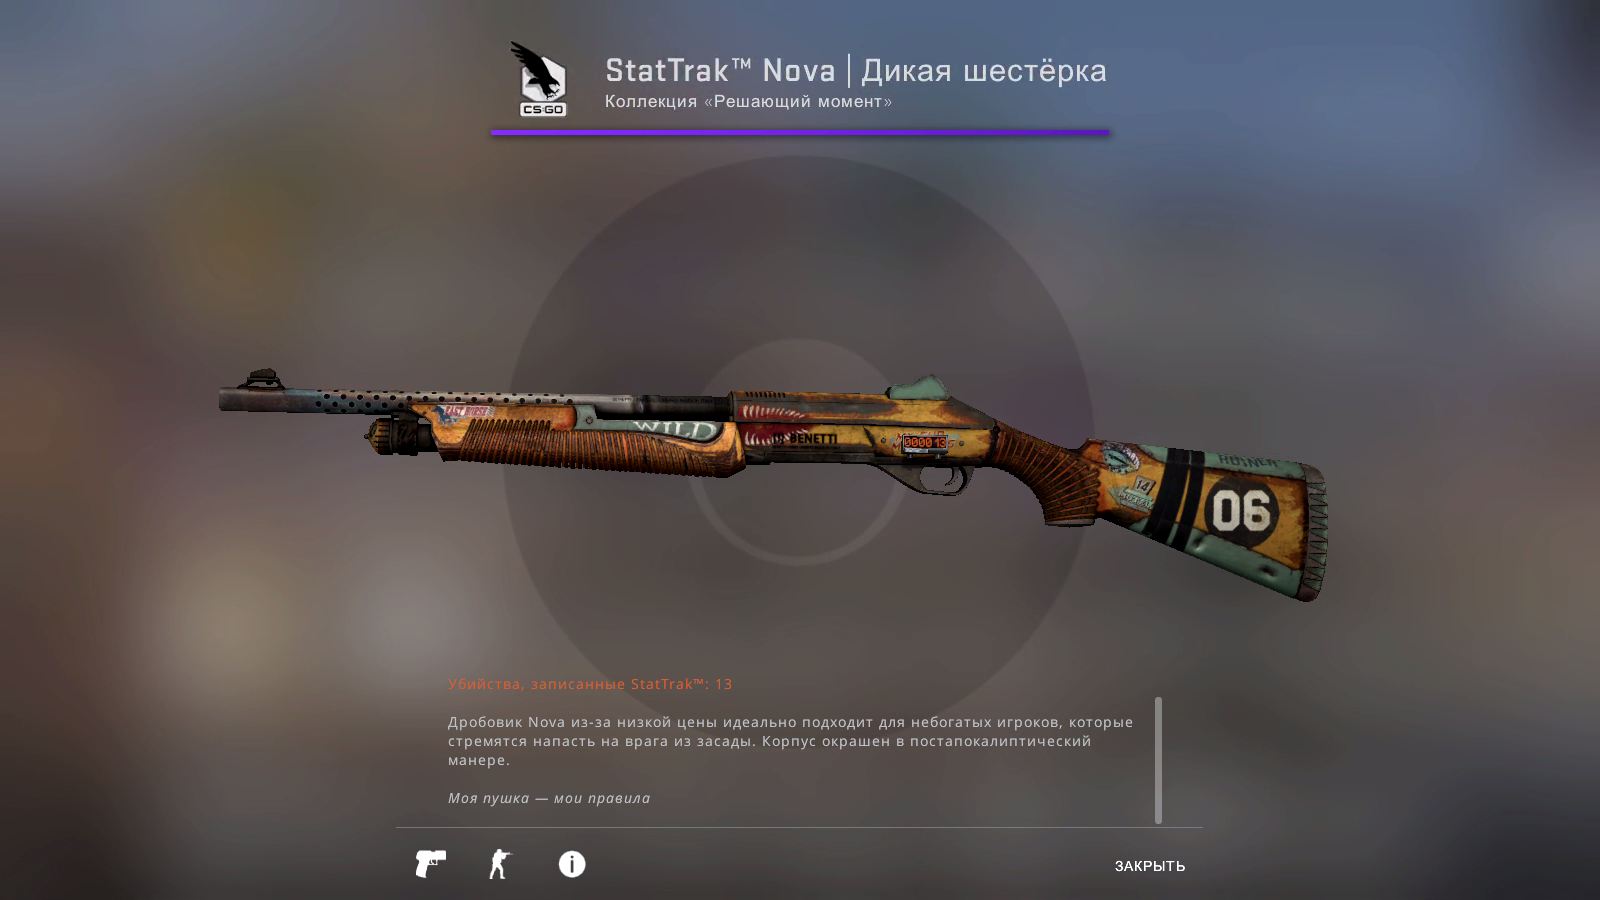 StatTrak™ Nova | Дикая шестёрка
CS:GO
Коллекция «Решающий момент»
WILD
BENETTI
000013
14
06
Убийства, записанные StatTrak™: 13
Дробовик Nova из-за низкой цены идеально подходит для небогатых игроков, которые
стремятся напасть на врага из засады. Корпус окрашен в постапокалиптический
манере.
Моя пушка — мои правила
ЗАКРЫТЬ